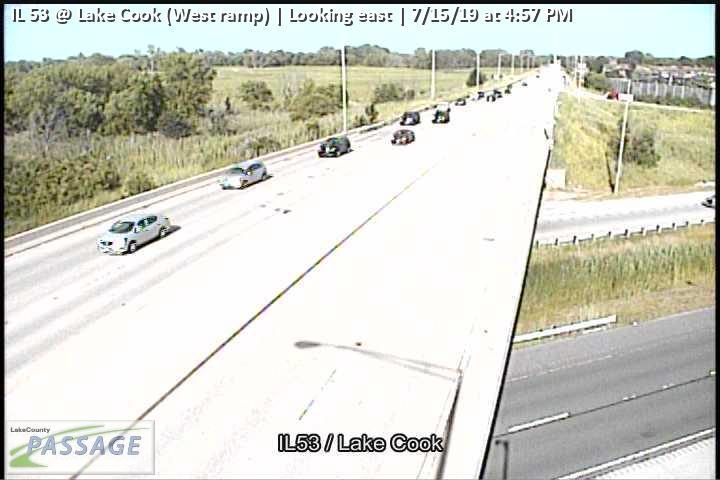 IL 53 @ Lake Cook (West ramp) | Looking east | 7/15/19 at 4:57 PM
LakeCounty
PASSAGE
IL53 / Lake Cook